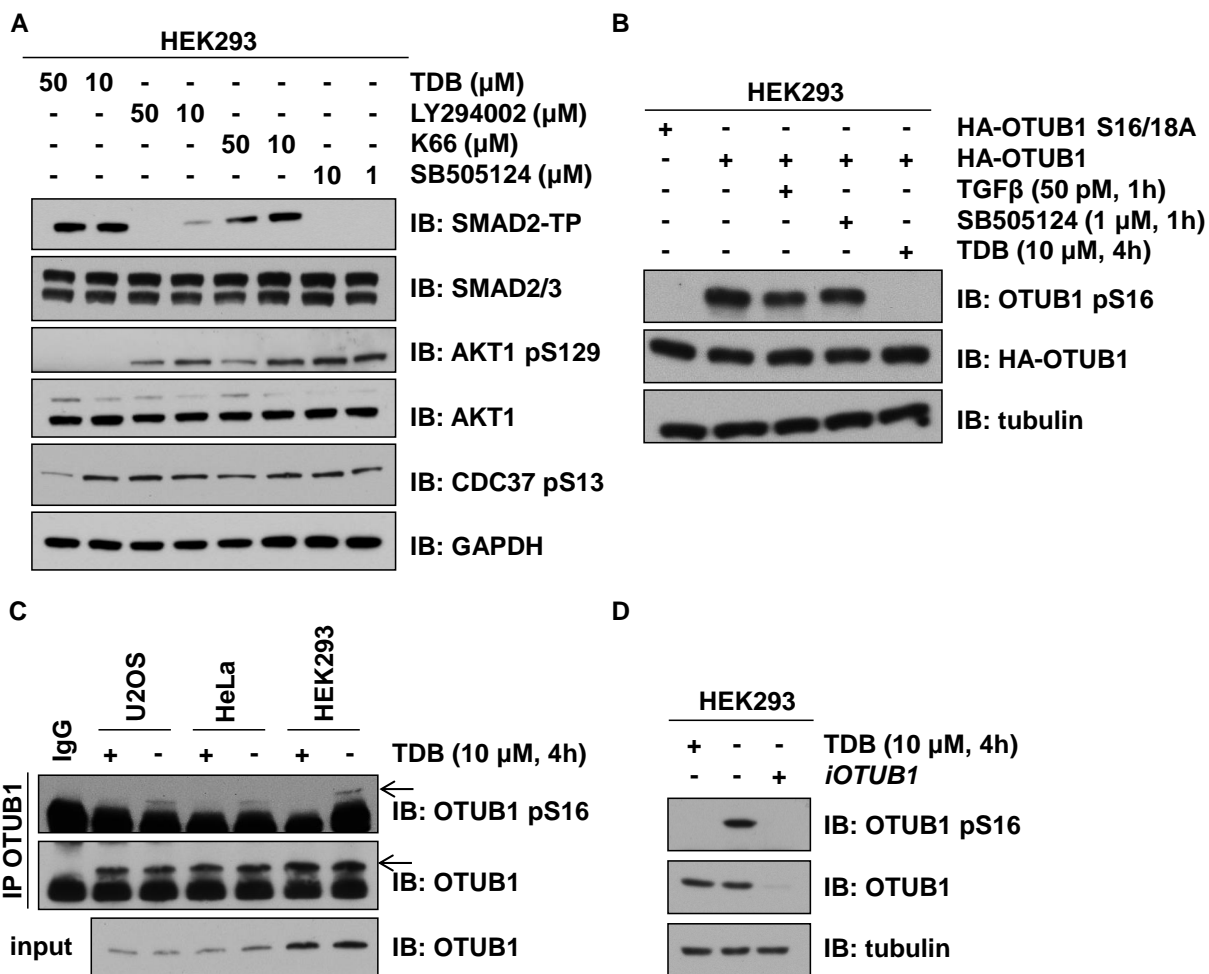 A
HEK293
50 10 - - - - - - TDB (µM)
- - 50 10 - - - - LY294002 (µM)
- - - - 50 10 - - K66 (µM)
- - - - - - 10 1 SB505124 (µM)
IB: SMAD2-TP
IB: SMAD2/3
IB: AKT1 pS129
IB: AKT1
IB: CDC37 pS13
IB: GAPDH
B
HEK293
+ - - - - HA-OTUB1 S16/18A
- + + + + HA-OTUB1
- - + - - TGFβ (50 pM, 1h)
- - - + - SB505124 (1 µM, 1h)
- - - - + TDB (10 µM, 4h)
IB: OTUB1 pS16
IB: HA-OTUB1
IB: tubulin
C
IgG
U2OS
HeLa
HEK293
+ - + - + - TDB (10 µM, 4h)
IP OTUB1
IB: OTUB1 pS16
IB: OTUB1
input
IB: OTUB1
D
HEK293
+ - - TDB (10 µM, 4h)
- - + iOTUB1
IB: OTUB1 pS16
IB: OTUB1
IB: tubulin